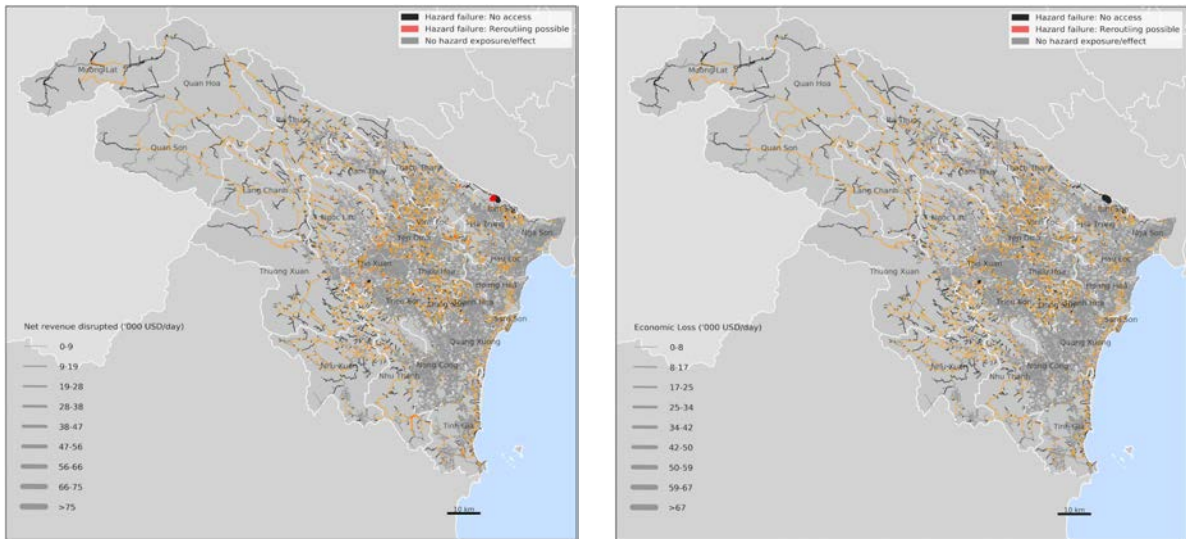 Hazard failure: No access
Hazard failure: Reroutiing possible
No hazard exposure/effect
Muong Lat
Quan Hoa
Ba Thuoc
Quan Son
Cam Thuy
Thach Thanh
Lang Chanh
Ngoc Lac
Ha Trung
Nga Son
Yen Dinh
Hau Loc
Tho Xuan
Thuong Xuan
Thieu Hoa
Hoang Hoa
Trieu Son
Dong Son
Sam Son
Quang Xuong
Nong Cong
Nhu Xuan
Nhu Thanh
Tinh Gia
Net revenue disrupted ('000 USD/day)
0-9
9-19
19-28
28-38
38-47
47-56
56-66
66-75
>75
10 km
Hazard failure: No access
Hazard failure: Reroutiing possible
No hazard exposure/effect
Muong Lat
Quan Hoa
Ba Thuoc
Quan Son
Cam Thuy
Thach Thanh
Lang Chanh
Ngoc Lac
Ha Trung
Nga Son
Yen Dinh
Hau Loc
Tho Xuan
Thuong Xuan
Thieu Hoa
Hoang Hoa
Trieu Son
Dong Son
Sam Son
Quang Xuong
Nong Cong
Nhu Xuan
Nhu Thanh
Tinh Gia
Economic Loss ('000 USD/day)
0-8
8-17
17-25
25-34
34-42
42-50
50-59
59-67
>67
10 km